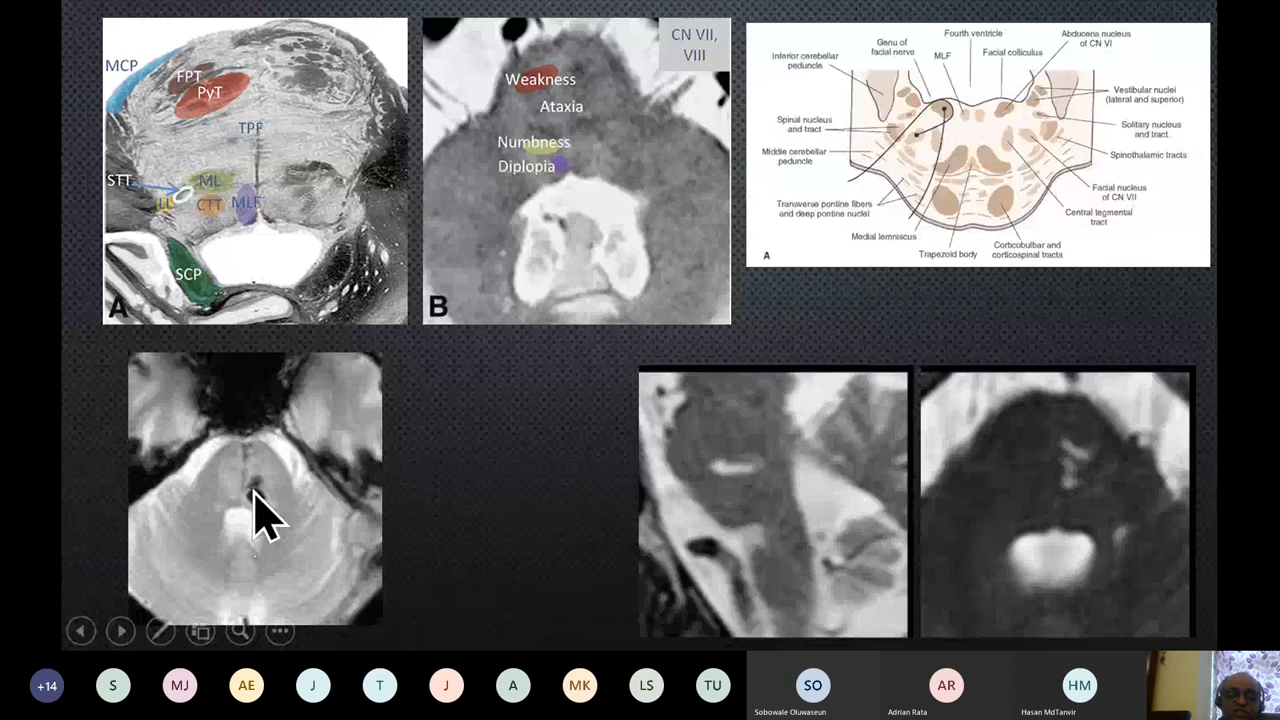 MCP
FPT
PyT
TPF
STT
ML
LL
CTT
MLF
SCP
A
CN VII,
VIII
Weakness
Ataxia
Numbness
Diplopia
B
Fourth ventricle
Abducens nucleus
of CN VI
Genu of
facial nerve
MLF
Facial colliculus
Inferior cerebellar
peduncle
Vestibular nuclei
(lateral and superior)
Spinal nucleus
and tract
Solitary nucleus
and tract
Middle cerebellar
peduncle
Spinothalamic tracts
Facial nucleus
of CN VII
Transverse pontine fibers
and deep pontine nuclei
Central tegmental
tract
Medial lemniscus
Trapezoid body
Corticobulbar and
corticospinal tracts
A
+14
S
MJ
AE
J
T
J
A
MK
LS
TU
SO
AR
HM
Sobowale Oluwaseun
Adrian Rata
Hasan MdTanvir